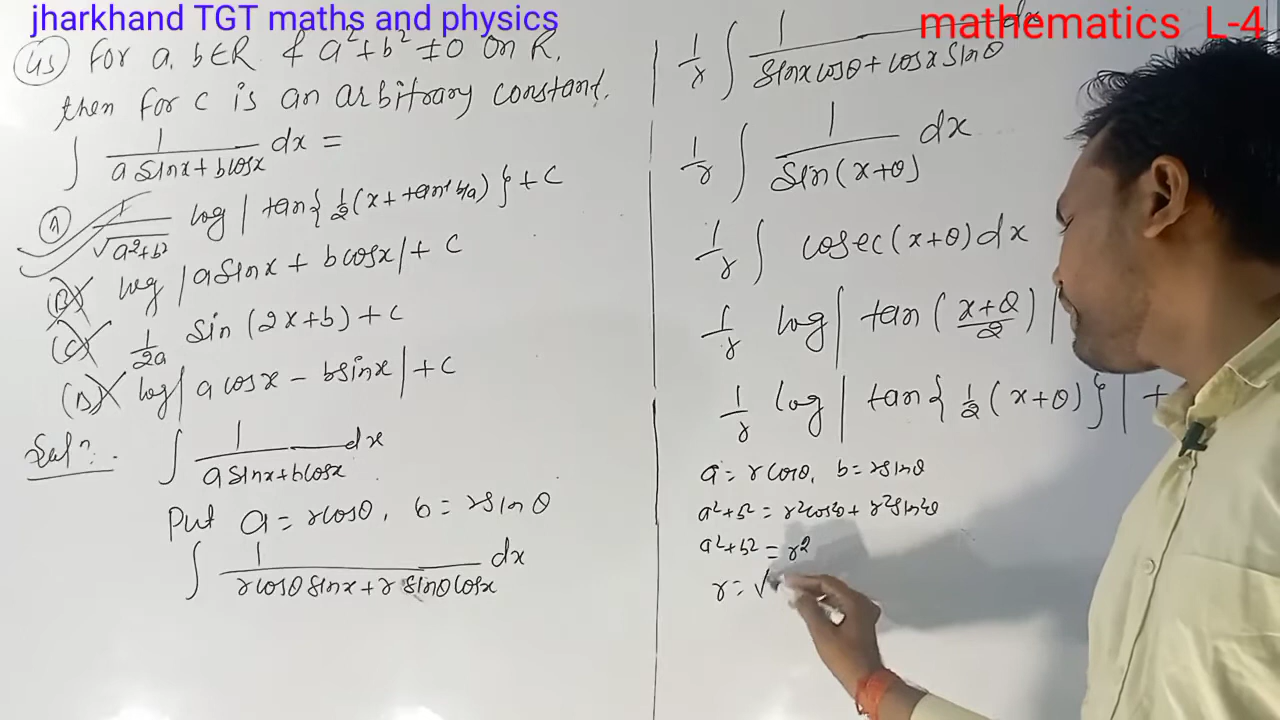 jharkhand TGT maths and physics
mathematics L-4
45 For a, b∈R & a²+b² ≠0 on R,
then for c is an arbitrary constant.
∫ 1/(a sinx + b cosx) dx =
(A) 1/√(a²+b²) log | tan{ 1/2 (x + tan⁻¹ b/a) } + C
(B) log | a sinx + b cosx | + C
(C) 1/2a sin (2x+b) + C
(D) log | a cosx − b sinx | + C
Solⁿ:-
∫ 1/(a sinx + b cosx) dx
Put a = r cosθ, b = r sinθ
∫ 1/(r cosθ sinx + r sinθ cosx) dx
1/r ∫ 1/(sinx cosθ + cosx sinθ) dx
1/r ∫ 1/(sin (x+θ)) dx
1/r ∫ cosec (x+θ) dx
1/r log | tan ( (x+θ)/2 ) |
1/r log | tan { 1/2 (x+θ) } | +
a = r cosθ, b = r sinθ
a²+b² = r²cos²θ + r²sin²θ
a²+b² = r²
r = √